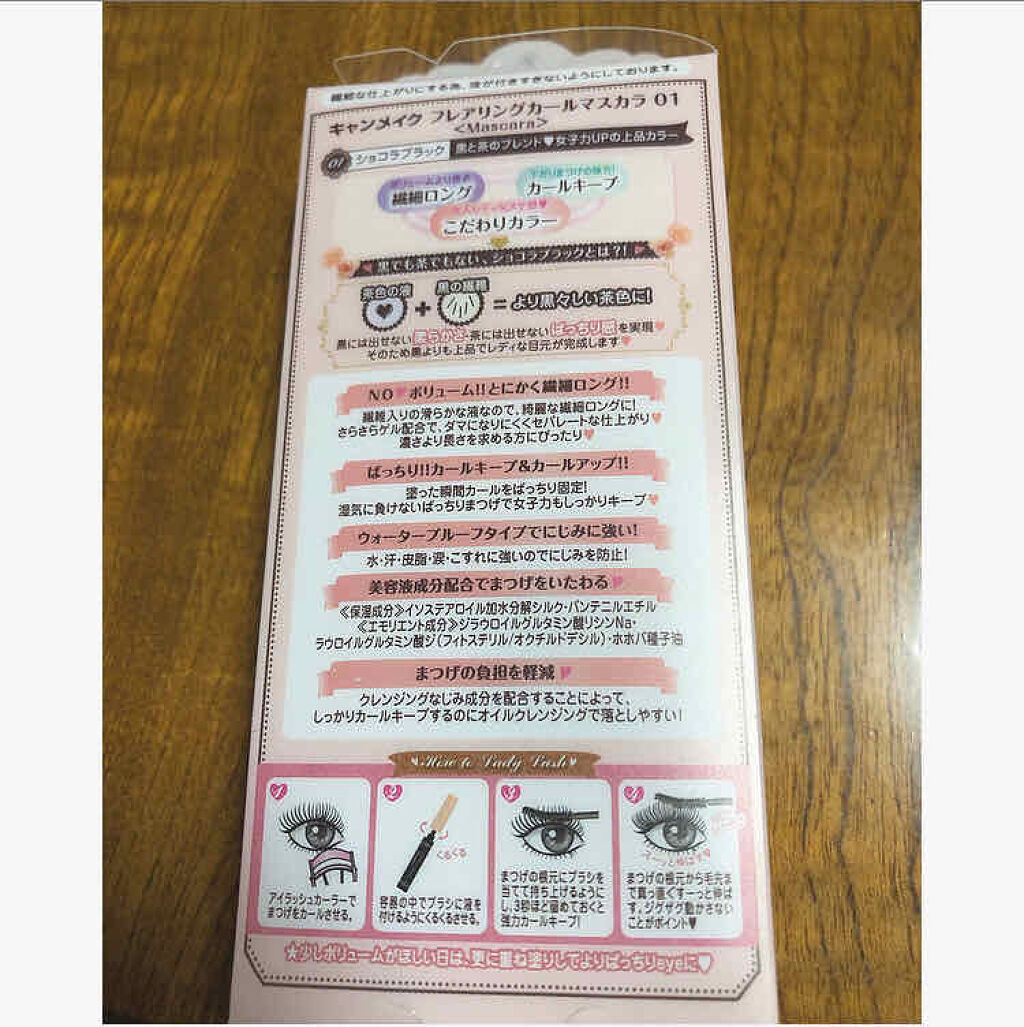 繊細な仕上がりにする為、液が付きすぎないようにしております。
キャンメイク フレアリングカールマスカラ 01
<Mascara>
01 ショコラブラック 黒と茶のブレンド♥女子力UPの上品カラー
ボリュームより長さ
繊細ロング
下がりまつげの味方!
カールキープ
こだわりカラー
黒でも茶でもない、ショコラブラックとは?!
茶色の液 + 黒の繊維 = より黒々しい茶色に!
黒には出せない柔らかさ 茶には出せないぱっちり感を実現♥
そのため黒よりも上品でレディな目元が完成します♥
NO♥ボリューム!!とにかく繊細ロング!!
繊維入りの滑らかな液なので、綺麗な繊細ロングに!
さらさらゲル配合で、ダマになりにくくセパレートな仕上がり♥
濃さより長さを求める方にぴったり♥
ぱっちり!!カールキープ&カールアップ!!
塗った瞬間カールをぱっちり固定!
湿気に負けないぱっちりまつげで女子力もしっかりキープ♥
ウォータープルーフタイプでにじみに強い!
水・汗・皮脂・涙・こすれに強いのでにじみを防止!
美容液成分配合でまつげをいたわる♥
≪保湿成分≫イソステアロイル加水分解シルク・パンテニルエチル
≪エモリエント成分≫ジラウロイルグルタミン酸リシンNa・
ラウロイルグルタミン酸ジ(フィトステリル/オクチルドデシル)・ホホバ種子油
まつげの負担を軽減♥
クレンジングなじみ成分を配合することによって、
しっかりカールキープするのにオイルクレンジングで落としやすい!
♥How to Lady Lash♥
1
アイラッシュカーラーで
まつげをカールさせる。
2
くるくる
容器の中でブラシに液を
付けるようにくるくるさせる。
3
まつげの根元にブラシを
当てて持ち上げるように
し、3秒ほど留めておくと
強力カールキープ!
4
すーっと伸ばす♥
まつげの根元から毛先ま
で真っ直ぐすーっと伸ば
す。ジグザグ動かさない
ことがポイント♥
★少しボリュームがほしい日は、更に重ね塗りしてよりぱっちりeyeに♥